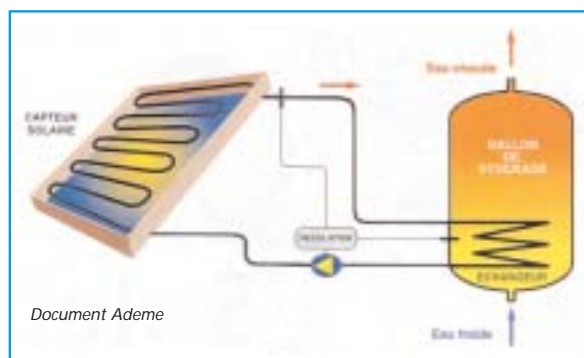 Eau chaude
CAPTEUR
SOLAIRE
BALLON
DE
STOCKAGE
REGULATION
ECHANGEUR
Document Ademe
Eau froide